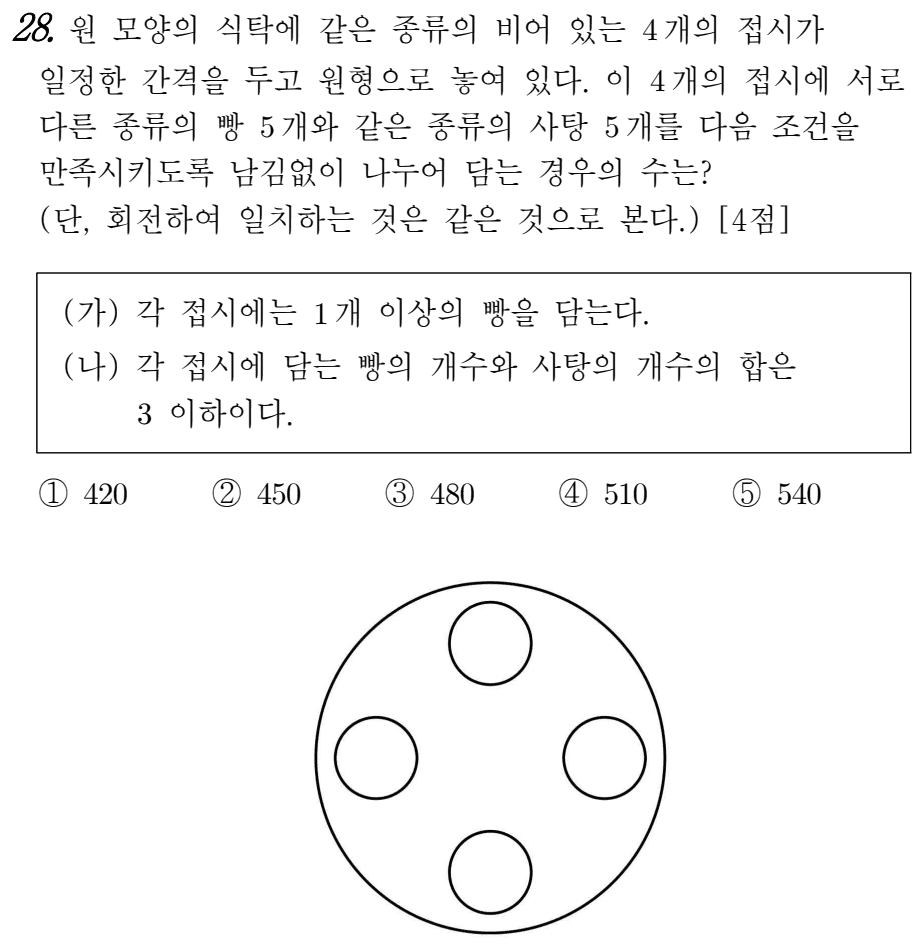 28. 원 모양의 식탁에 같은 종류의 비어 있는 4개의 접시가
일정한 간격을 두고 원형으로 놓여 있다. 이 4개의 접시에 서로
다른 종류의 빵 5개와 같은 종류의 사탕 5개를 다음 조건을
만족시키도록 남김없이 나누어 담는 경우의 수는?
(단, 회전하여 일치하는 것은 같은 것으로 본다.) [4점]
(가) 각 접시에는 1개 이상의 빵을 담는다.
(나) 각 접시에 담는 빵의 개수와 사탕의 개수의 합은
3 이하이다.
① 420 ② 450 ③ 480 ④ 510 ⑤ 540